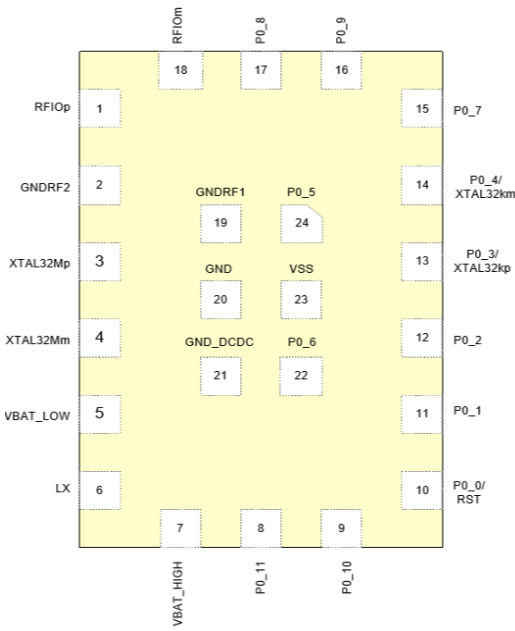 RFIOm
P0_8
P0_9
18
17
16
RFIOp
1
15
P0_7
GNDRF2
2
14
P0_4/
XTAL32km
GNDRF1
P0_5
19
24
XTAL32Mp
3
13
P0_3/
XTAL32kp
GND
VSS
20
23
XTAL32Mm
4
12
P0_2
GND_DCDC
P0_6
21
22
VBAT_LOW
5
11
P0_1
LX
6
10
P0_0/
RST
7
8
9
VBAT_HIGH
P0_11
P0_10